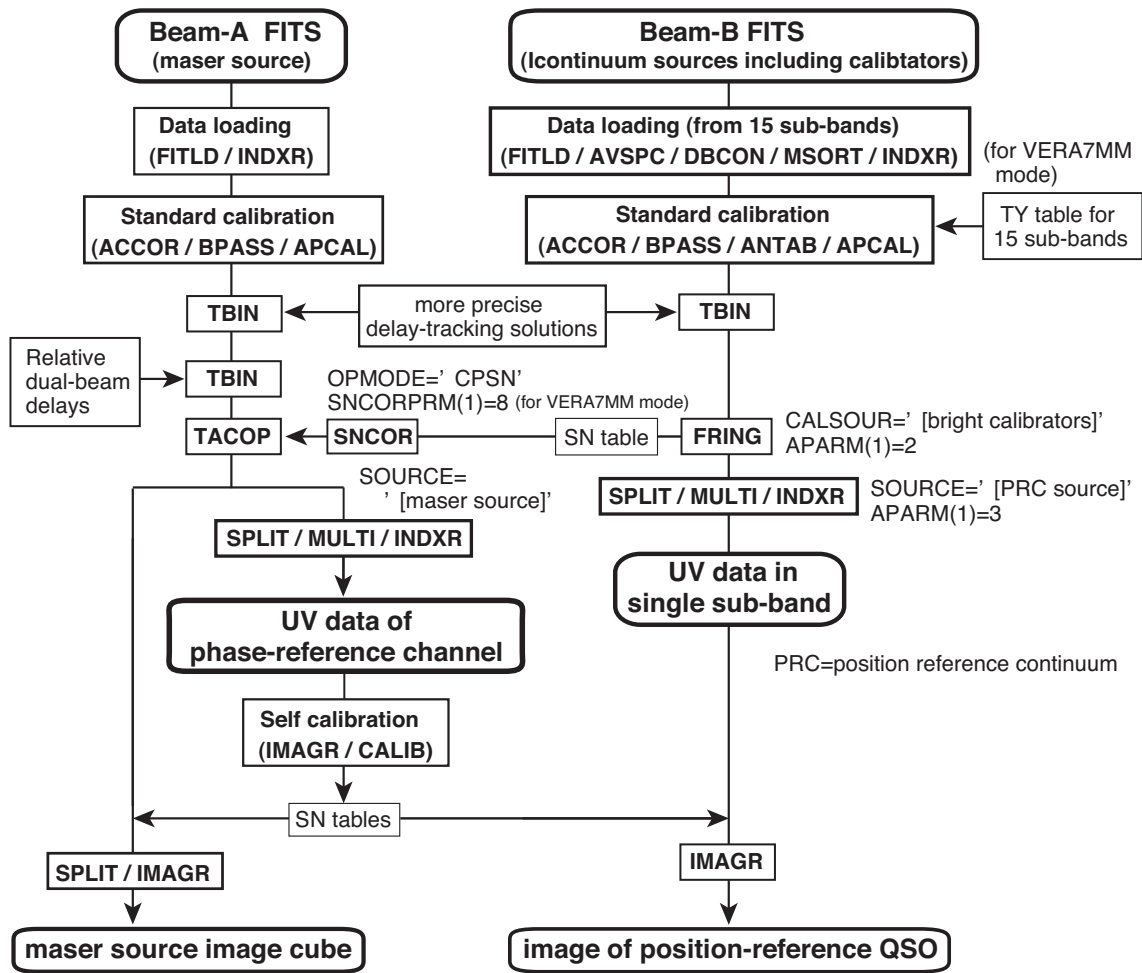 Beam-A FITS
(maser source)
Beam-B FITS
(Icontinuum sources including calibtators)
Data loading
(FITLD / INDXR)
Data loading (from 15 sub-bands)
(FITLD / AVSPC / DBCON / MSORT / INDXR)
(for VERA7MM
mode)
Standard calibration
(ACCOR / BPASS / APCAL)
Standard calibration
(ACCOR / BPASS / ANTAB / APCAL)
TY table for
15 sub-bands
TBIN
more precise
delay-tracking solutions
TBIN
Relative
dual-beam
delays
TBIN
OPMODE=' CPSN'
SNCORPRM(1)=8 (for VERA7MM mode)
TACOP
SNCOR
SN table
FRING
CALSOUR=' [bright calibrators]'
APARM(1)=2
SOURCE=
' [maser source]'
SPLIT / MULTI / INDXR
SOURCE=' [PRC source]'
APARM(1)=3
SPLIT / MULTI / INDXR
UV data in
single sub-band
UV data of
phase-reference channel
PRC=position reference continuum
Self calibration
(IMAGR / CALIB)
SN tables
SPLIT / IMAGR
IMAGR
maser source image cube
image of position-reference QSO